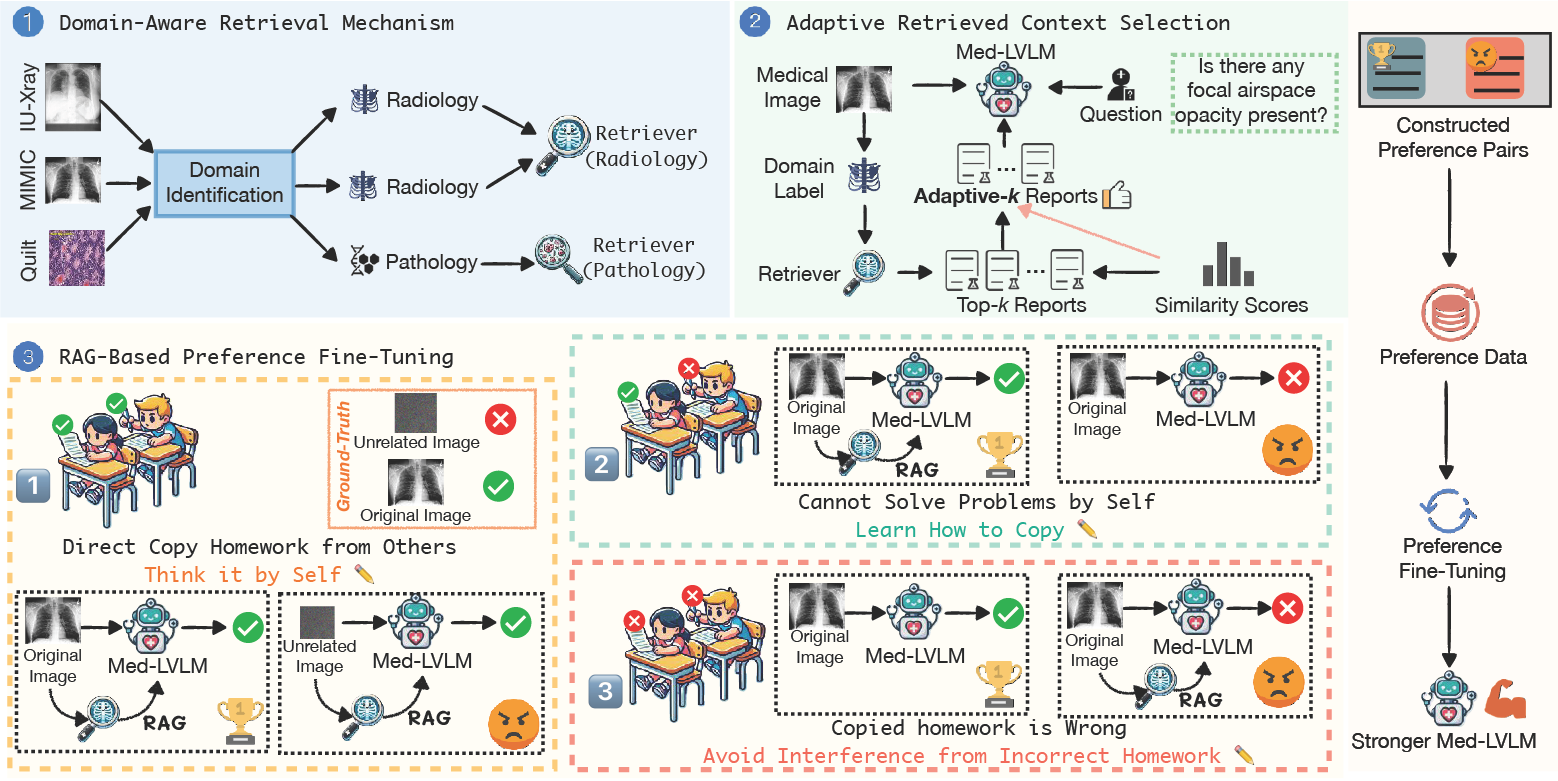 1 Domain-Aware Retrieval Mechanism
IU-Xray
MIMIC
Quilt
Domain
Identification
Radiology
Radiology
Pathology
Retriever
(Radiology)
Retriever
(Pathology)
2 Adaptive Retrieved Context Selection
Medical
Image
Med-LVLM
Question
Is there any
focal airspace
opacity present?
Domain
Label
Adaptive-k Reports
Retriever
Top-k Reports
Similarity Scores
3 RAG-Based Preference Fine-Tuning
1
Ground-Truth
Unrelated Image
Original Image
Direct Copy Homework from Others
Think it by Self
Original
Image
Med-LVLM
RAG
1
Unrelated
Image
Med-LVLM
RAG
2
Original
Image
Med-LVLM
RAG
1
Original
Image
Med-LVLM
Cannot Solve Problems by Self
Learn How to Copy
3
Original
Image
Med-LVLM
1
Original
Image
Med-LVLM
RAG
Copied homework is Wrong
Avoid Interference from Incorrect Homework
1
Constructed
Preference Pairs
Preference Data
Preference
Fine-Tuning
Stronger Med-LVLM